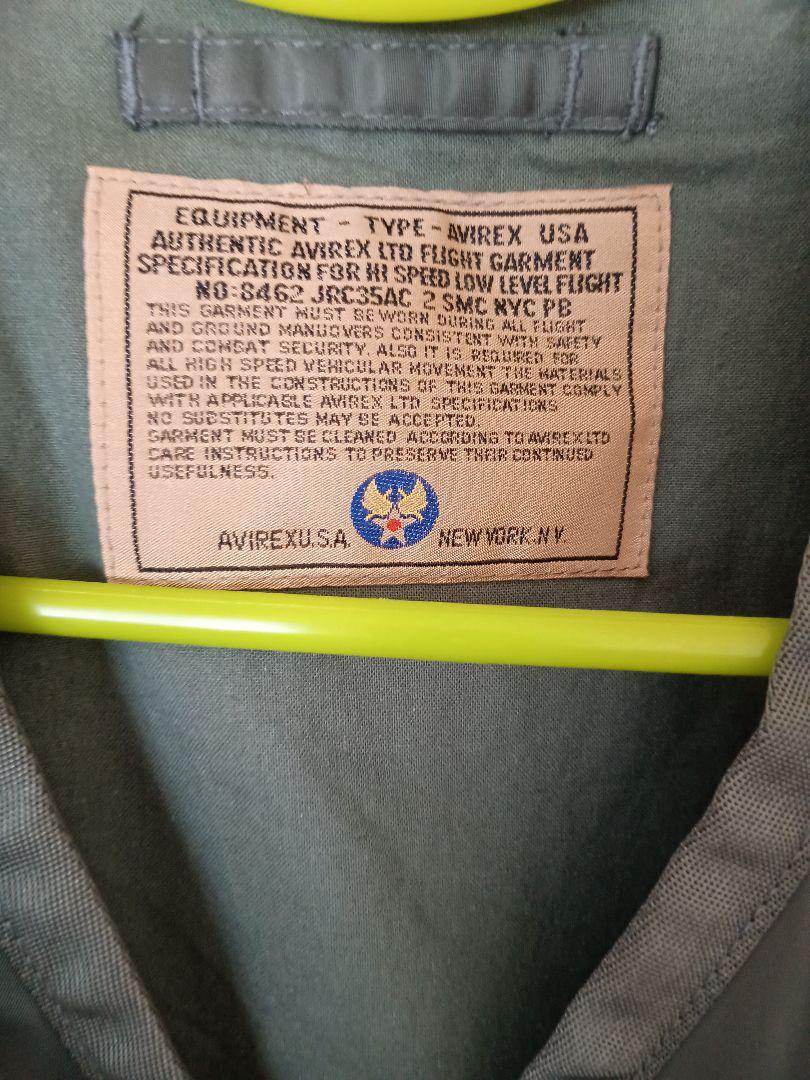 EQUIPMENT - TYPE - AVIREX USA
AUTHENTIC AVIREX LTD FLIGHT GARMENT
SPECIFICATION FOR HI SPEED LOW LEVEL FLIGHT
NO:8462 JRC35AC 2 SMC NYC PB
THIS GARMENT MUST BE WORN DURING ALL FLIGHT
AND GROUND MANUOVERS CONSISTENT WITH SAFETY
AND COMBAT SECURITY. ALSO IT IS REQUIRED FOR
ALL HIGH SPEED VEHICULAR MOVEMENT THE MATERIALS
USED IN THE CONSTRUCTIONS OF THIS GARMENT COMPLY
WITH APPLICABLE AVIREX LTD SPECIFICATIONS
NO SUBSTITUTES MAY BE ACCEPTED.
GARMENT MUST BE CLEANED ACCORDING TO AVIREX LTD
CARE INSTRUCTIONS TO PRESERVE THEIR CONTINUED
USEFULNESS.
AVIREX U.S.A. NEW YORK.N.Y.